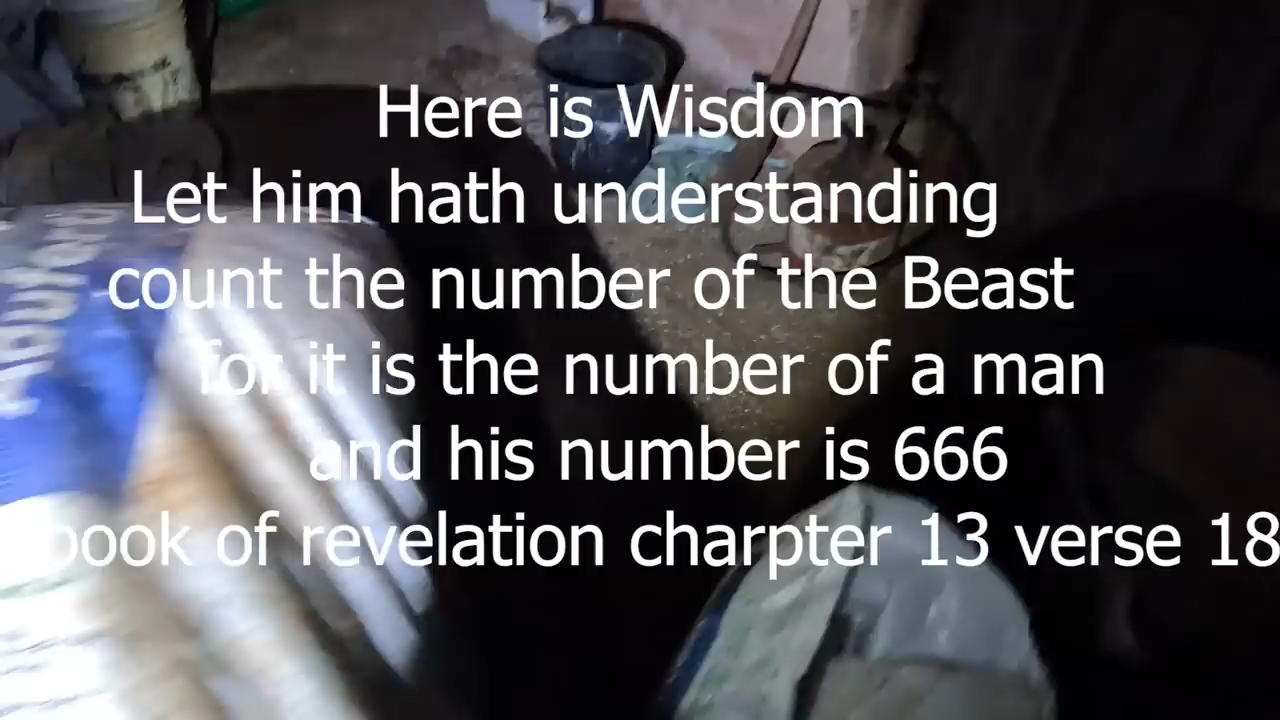 Here is Wisdom
Let him hath understanding
count the number of the Beast
for it is the number of a man
and his number is 666
book of revelation charpter 13 verse 18